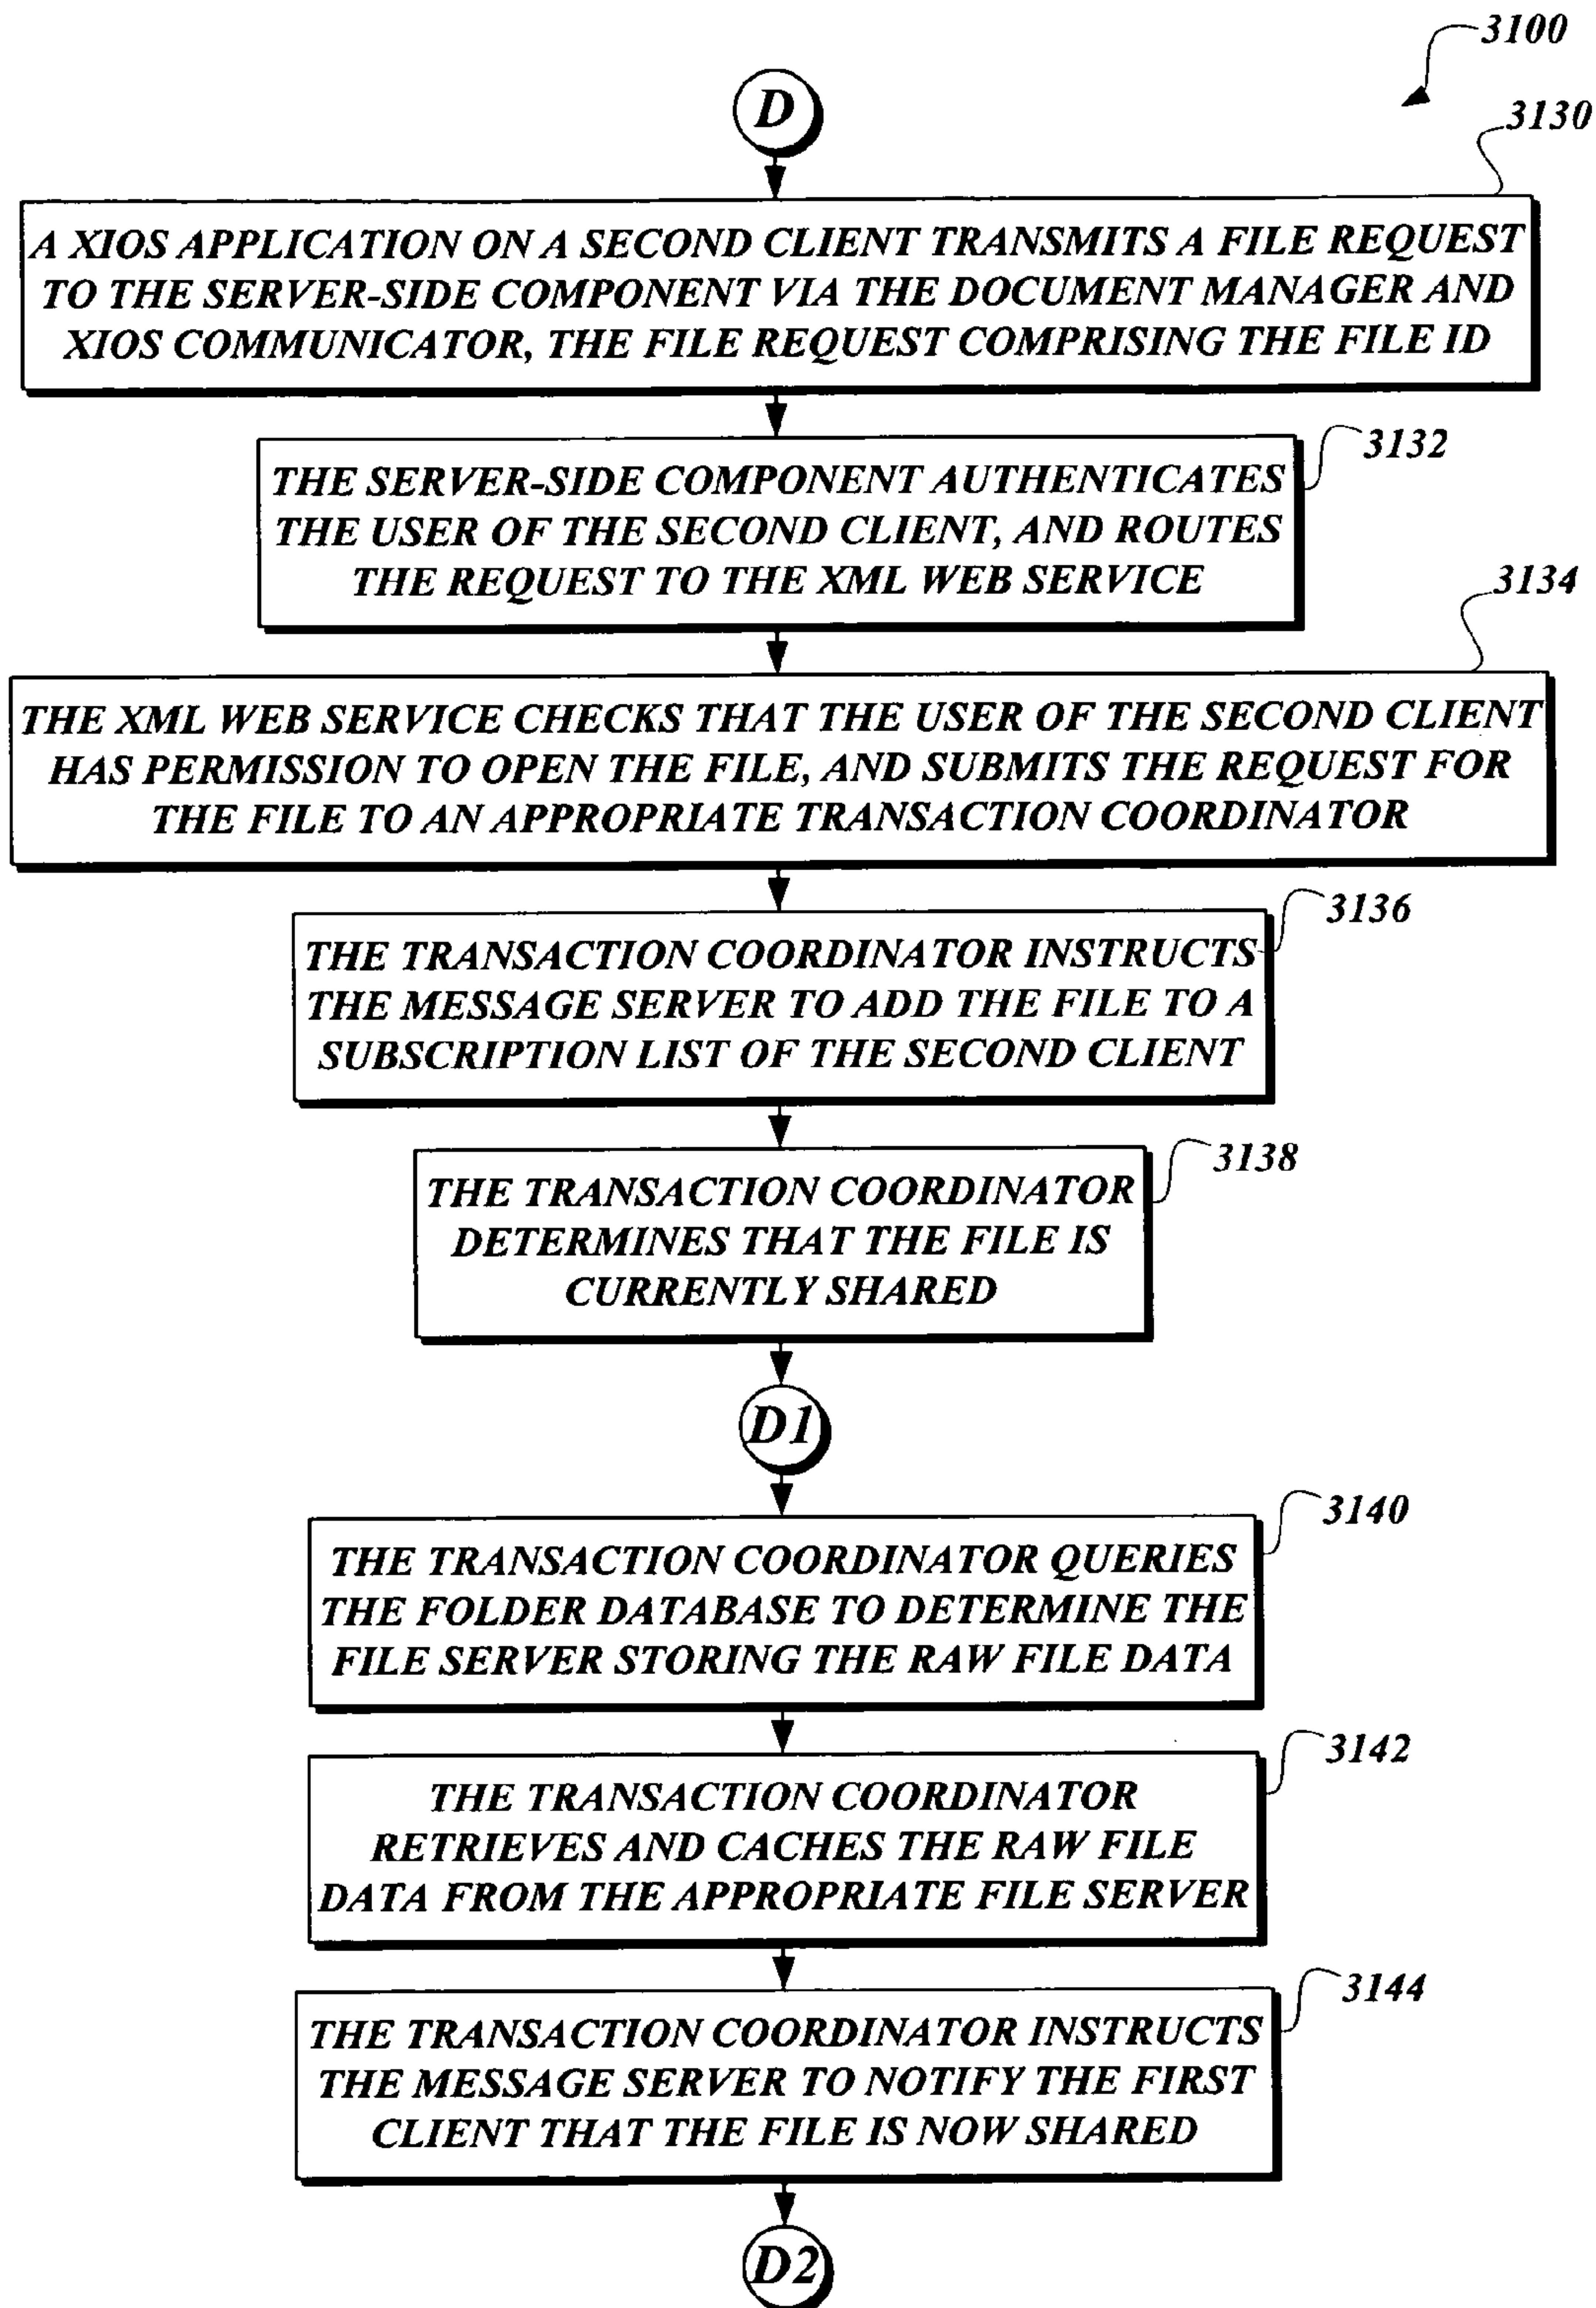 3100
D
3130
A XIOS APPLICATION ON A SECOND CLIENT TRANSMITS A FILE REQUEST
TO THE SERVER-SIDE COMPONENT VIA THE DOCUMENT MANAGER AND
XIOS COMMUNICATOR, THE FILE REQUEST COMPRISING THE FILE ID
3132
THE SERVER-SIDE COMPONENT AUTHENTICATES
THE USER OF THE SECOND CLIENT, AND ROUTES
THE REQUEST TO THE XML WEB SERVICE
3134
THE XML WEB SERVICE CHECKS THAT THE USER OF THE SECOND CLIENT
HAS PERMISSION TO OPEN THE FILE, AND SUBMITS THE REQUEST FOR
THE FILE TO AN APPROPRIATE TRANSACTION COORDINATOR
3136
THE TRANSACTION COORDINATOR INSTRUCTS
THE MESSAGE SERVER TO ADD THE FILE TO A
SUBSCRIPTION LIST OF THE SECOND CLIENT
3138
THE TRANSACTION COORDINATOR
DETERMINES THAT THE FILE IS
CURRENTLY SHARED
D1
3140
THE TRANSACTION COORDINATOR QUERIES
THE FOLDER DATABASE TO DETERMINE THE
FILE SERVER STORING THE RAW FILE DATA
3142
THE TRANSACTION COORDINATOR
RETRIEVES AND CACHES THE RAW FILE
DATA FROM THE APPROPRIATE FILE SERVER
3144
THE TRANSACTION COORDINATOR INSTRUCTS
THE MESSAGE SERVER TO NOTIFY THE FIRST
CLIENT THAT THE FILE IS NOW SHARED
D2